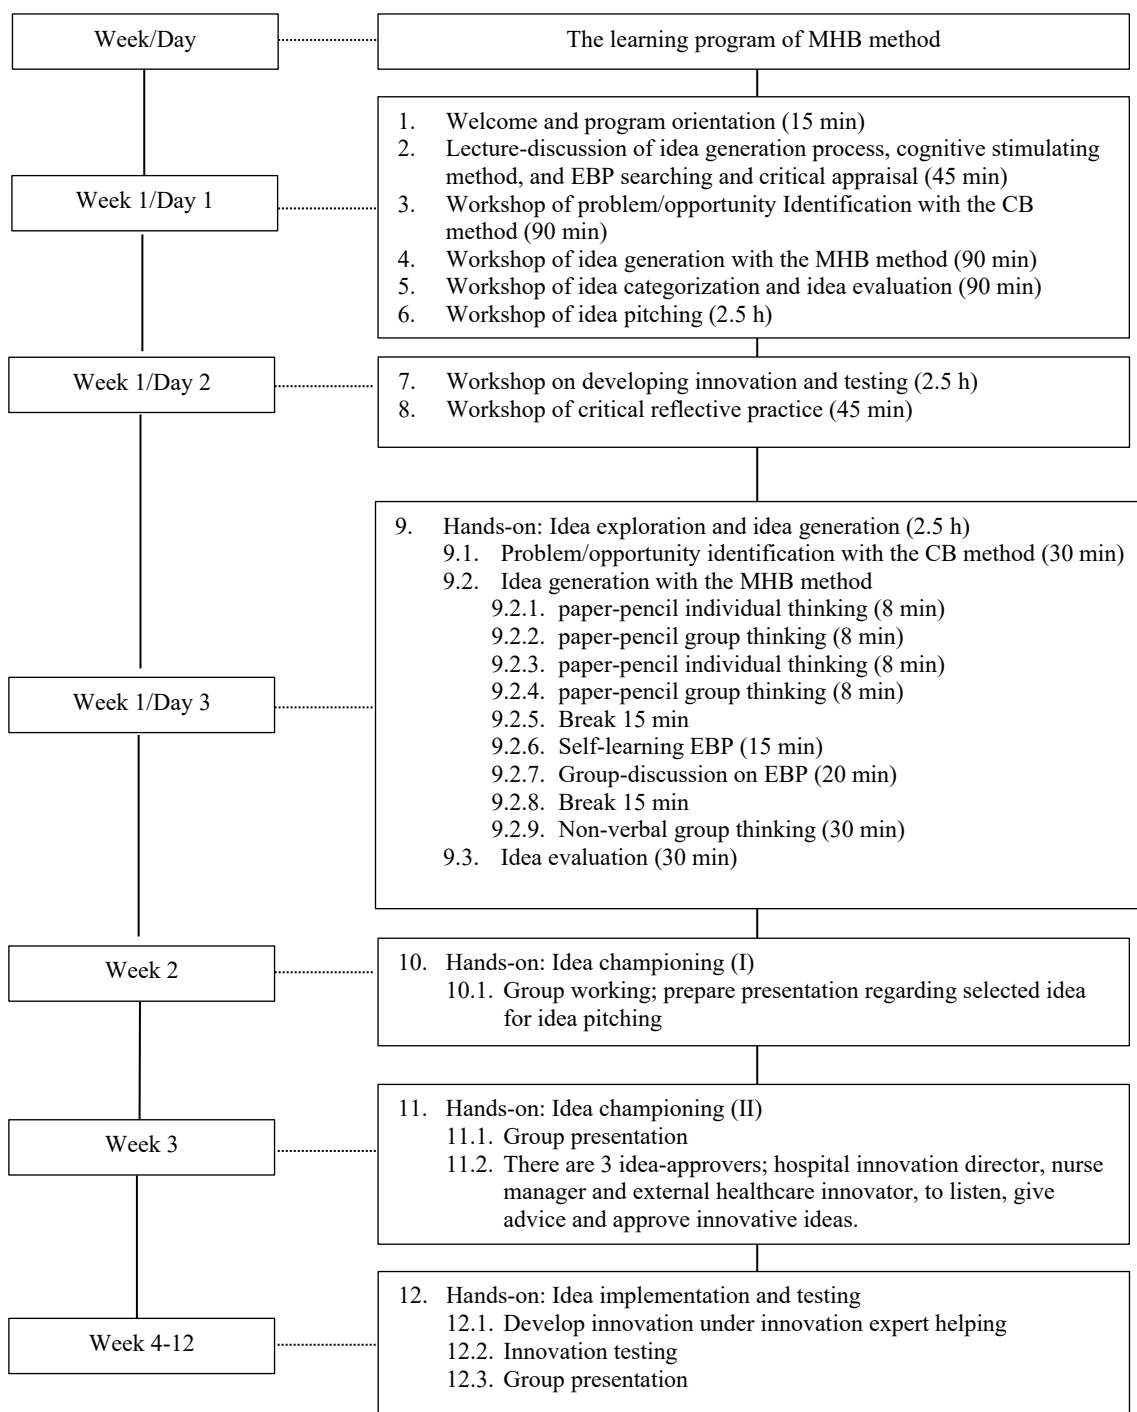 Week/Day
The learning program of MHB method
Week 1/Day 1
1. Welcome and program orientation (15 min)
2. Lecture-discussion of idea generation process, cognitive stimulating
method, and EBP searching and critical appraisal (45 min)
3. Workshop of problem/opportunity Identification with the CB
method (90 min)
4. Workshop of idea generation with the MHB method (90 min)
5. Workshop of idea categorization and idea evaluation (90 min)
6. Workshop of idea pitching (2.5 h)
Week 1/Day 2
7. Workshop on developing innovation and testing (2.5 h)
8. Workshop of critical reflective practice (45 min)
Week 1/Day 3
9. Hands-on: Idea exploration and idea generation (2.5 h)
9.1. Problem/opportunity identification with the CB method (30 min)
9.2. Idea generation with the MHB method
9.2.1. paper-pencil individual thinking (8 min)
9.2.2. paper-pencil group thinking (8 min)
9.2.3. paper-pencil individual thinking (8 min)
9.2.4. paper-pencil group thinking (8 min)
9.2.5. Break 15 min
9.2.6. Self-learning EBP (15 min)
9.2.7. Group-discussion on EBP (20 min)
9.2.8. Break 15 min
9.2.9. Non-verbal group thinking (30 min)
9.3. Idea evaluation (30 min)
Week 2
10. Hands-on: Idea championing (I)
10.1. Group working; prepare presentation regarding selected idea
for idea pitching
Week 3
11. Hands-on: Idea championing (II)
11.1. Group presentation
11.2. There are 3 idea-approvers; hospital innovation director, nurse
manager and external healthcare innovator, to listen, give
advice and approve innovative ideas.
Week 4-12
12. Hands-on: Idea implementation and testing
12.1. Develop innovation under innovation expert helping
12.2. Innovation testing
12.3. Group presentation